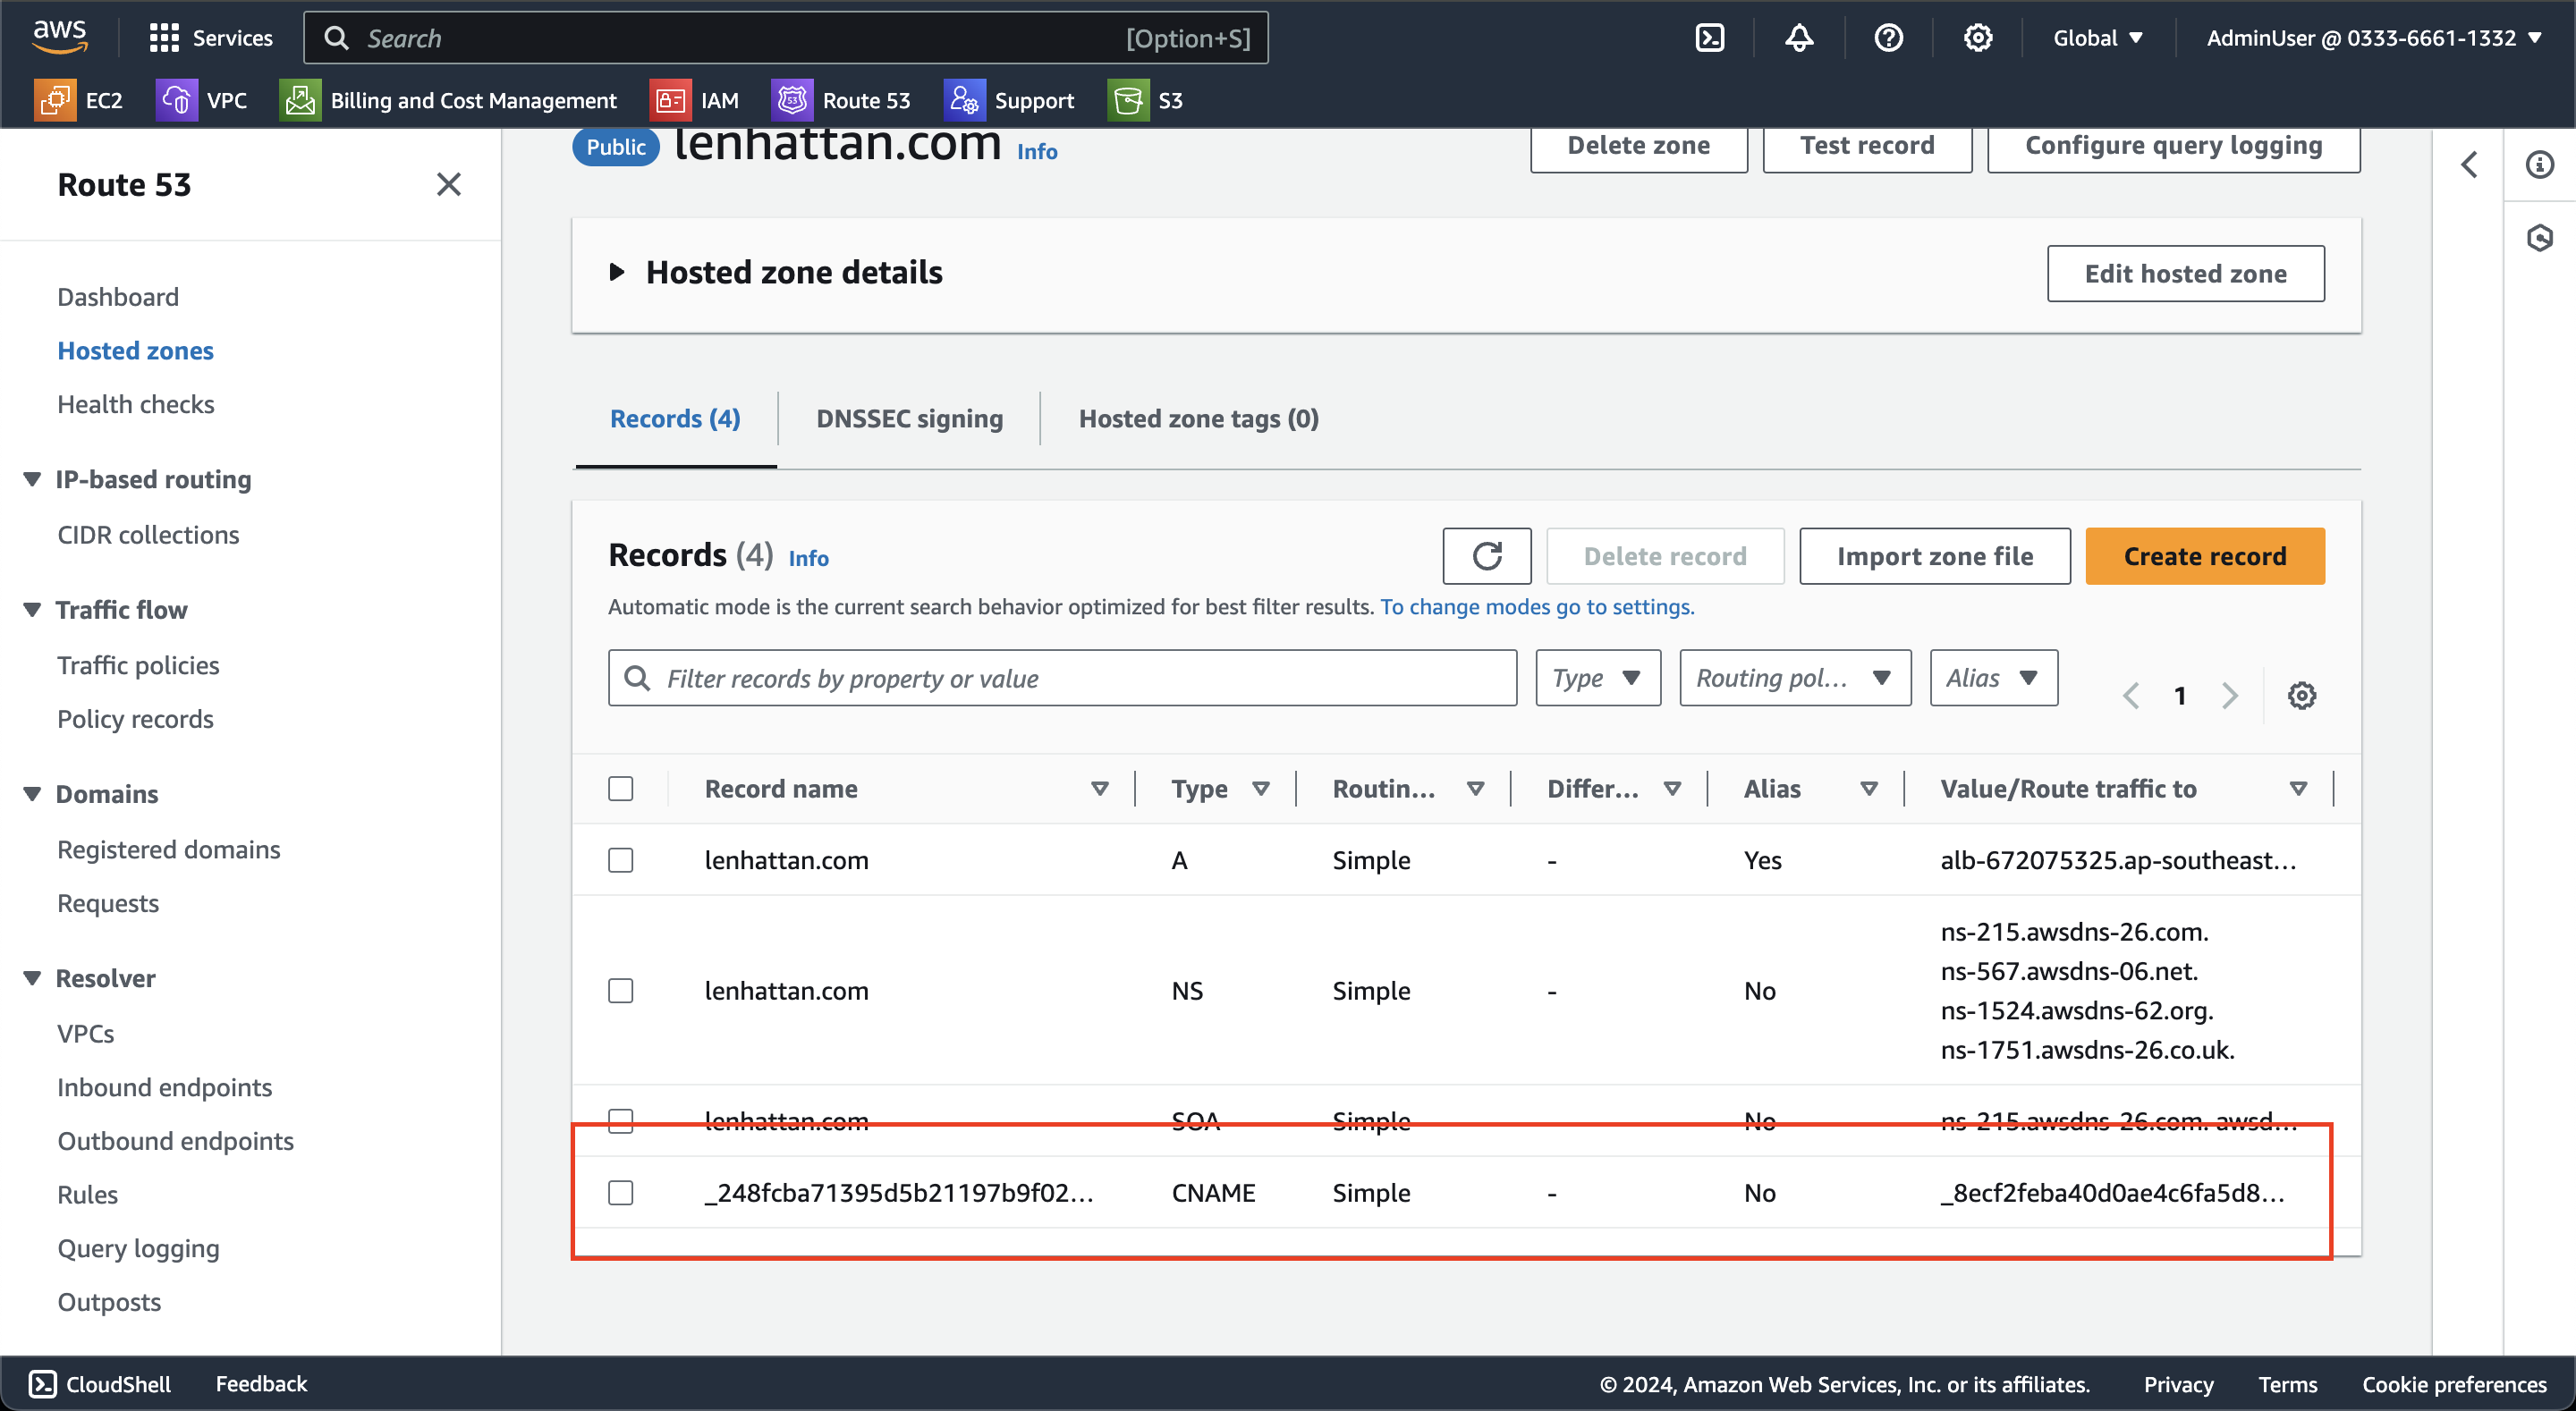 aws
Services
Search
[Option+S]
Global
AdminUser @ 0333-6661-1332
EC2
VPC
Billing and Cost Management
IAM
53
Route 53
Support
S3
Route 53
Dashboard
Hosted zones
Health checks
IP-based routing
CIDR collections
Traffic flow
Traffic policies
Policy records
Domains
Registered domains
Requests
Resolver
VPCs
Inbound endpoints
Outbound endpoints
Rules
Query logging
Outposts
Public
lenhattan.com
Info
Delete zone
Test record
Configure query logging
Hosted zone details
Edit hosted zone
Records (4)
DNSSEC signing
Hosted zone tags (0)
Records (4) Info
Delete record
Import zone file
Create record
Automatic mode is the current search behavior optimized for best filter results. To change modes go to settings.
Filter records by property or value
Type
Routing pol...
Alias
1
Record name Type Routin... Differ... Alias Value/Route traffic to
lenhattan.com A Simple - Yes alb-672075325.ap-southeast...
lenhattan.com NS Simple - No ns-215.awsdns-26.com.
ns-567.awsdns-06.net.
ns-1524.awsdns-62.org.
ns-1751.awsdns-26.co.uk.
lenhattan.com SOA Simple - No ns-215.awsdns-26.com. awsd...
_248fcba71395d5b21197b9f02... CNAME Simple - No _8ecf2feba40d0ae4c6fa5d8...
CloudShell
Feedback
© 2024, Amazon Web Services, Inc. or its affiliates.
Privacy
Terms
Cookie preferences